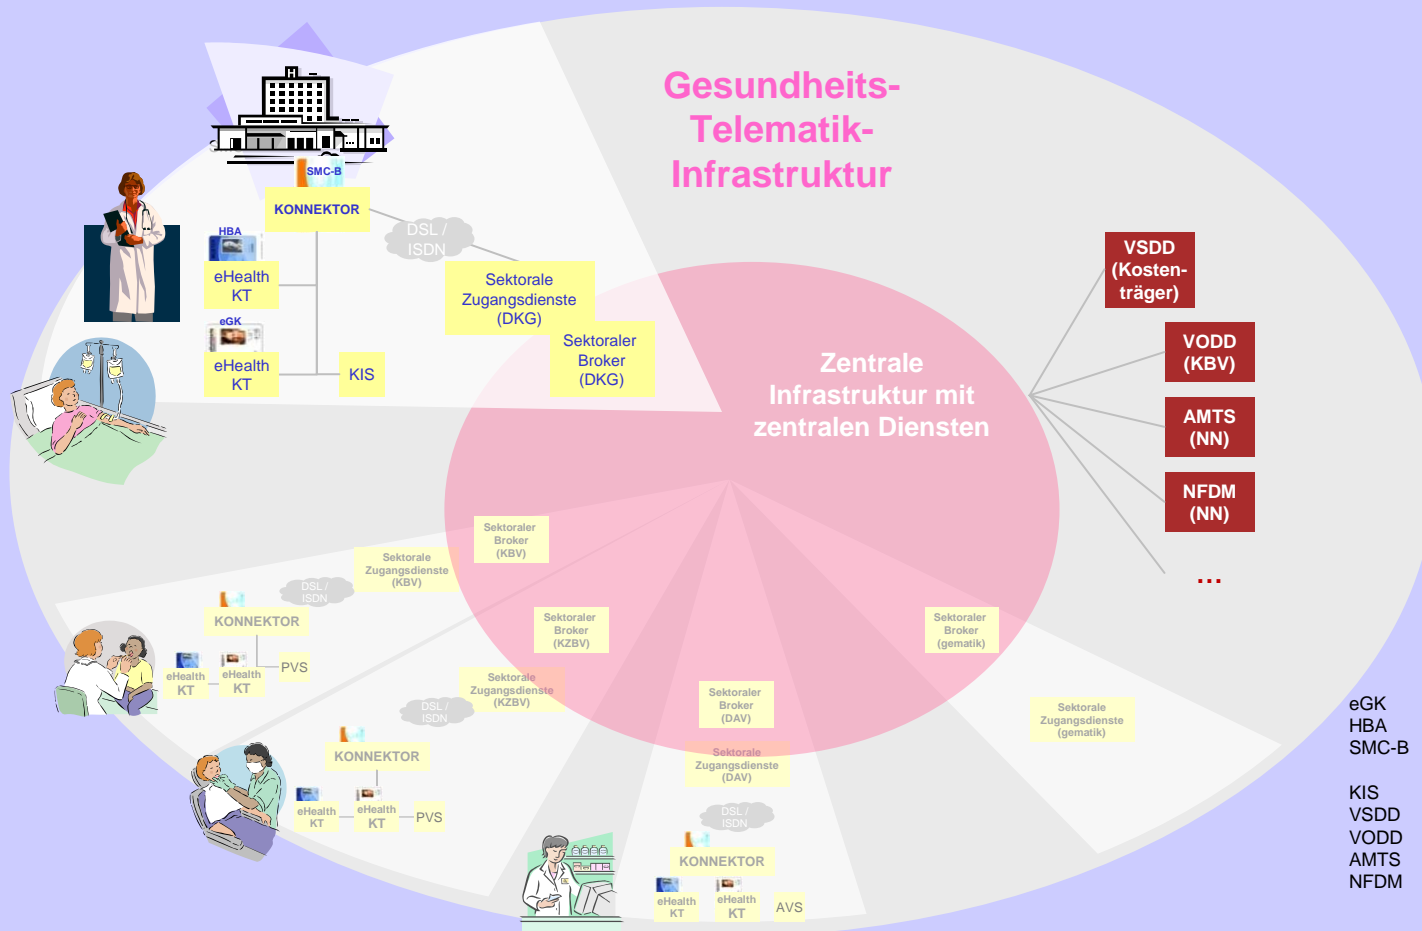 Gesundheits-
Telematik-
Infrastruktur
SMC-B
KONNEKTOR
HBA
eHealth
KT
eGK
eHealth
KT
KIS
DSL /
ISDN
Sektorale
Zugangsdienste
(DKG)
Sektoraler
Broker
(DKG)
Zentrale
Infrastruktur mit
zentralen Diensten
VSDD
(Kosten-
träger)
VODD
(KBV)
AMTS
(NN)
NFDM
(NN)
...
Sektoraler
Broker
(KBV)
Sektorale
Zugangsdienste
(KBV)
DSL /
ISDN
KONNEKTOR
eHealth
KT
eHealth
KT
PVS
Sektoraler
Broker
(KZBV)
Sektorale
Zugangsdienste
(KZBV)
DSL /
ISDN
KONNEKTOR
eHealth
KT
eHealth
KT
PVS
Sektoraler
Broker
(DAV)
Sektorale
Zugangsdienste
(DAV)
DSL /
ISDN
KONNEKTOR
eHealth
KT
eHealth
KT
AVS
Sektoraler
Broker
(gematik)
Sektorale
Zugangsdienste
(gematik)
eGK
HBA
SMC-B
KIS
VSDD
VODD
AMTS
NFDM